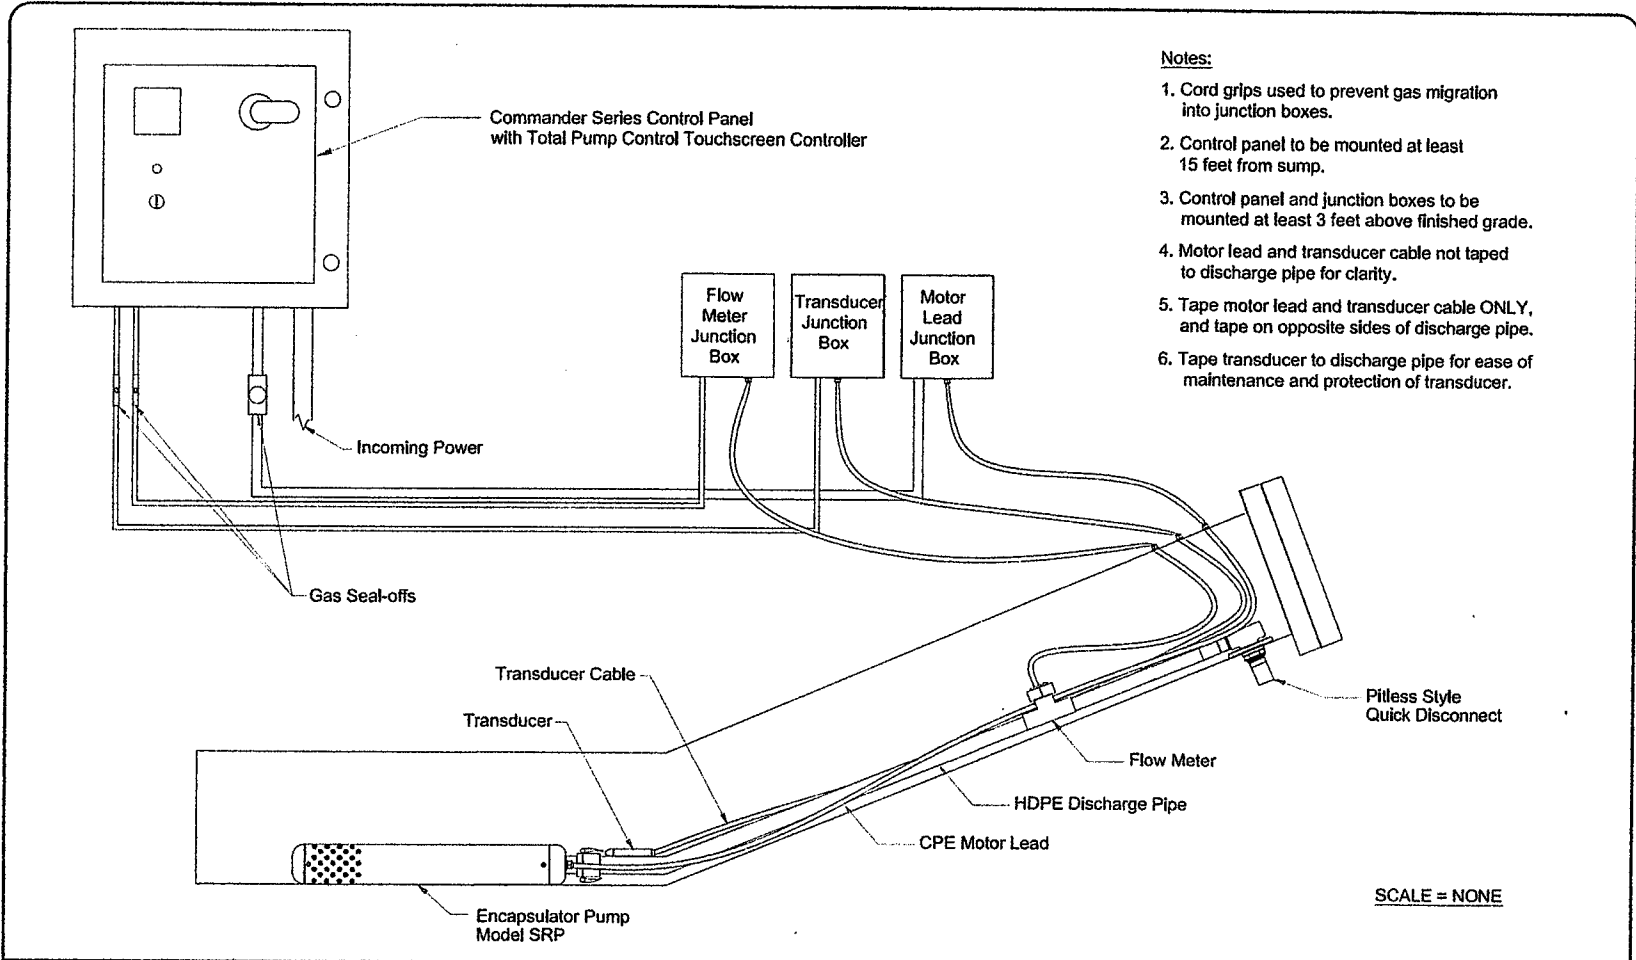 Commander Series Control Panel
with Total Pump Control Touchscreen Controller
Notes:
1. Cord grips used to prevent gas migration
into junction boxes.
2. Control panel to be mounted at least
15 feet from sump.
3. Control panel and junction boxes to be
mounted at least 3 feet above finished grade.
4. Motor lead and transducer cable not taped
to discharge pipe for clarity.
5. Tape motor lead and transducer cable ONLY,
and tape on opposite sides of discharge pipe.
6. Tape transducer to discharge pipe for ease of
maintenance and protection of transducer.
Flow
Meter
Junction
Box
Transducer
Junction
Box
Motor
Lead
Junction
Box
Incoming Power
Gas Seal-offs
Transducer Cable
Transducer
Pitless Style
Quick Disconnect
Flow Meter
HDPE Discharge Pipe
CPE Motor Lead
Encapsulator Pump
Model SRP
SCALE = NONE